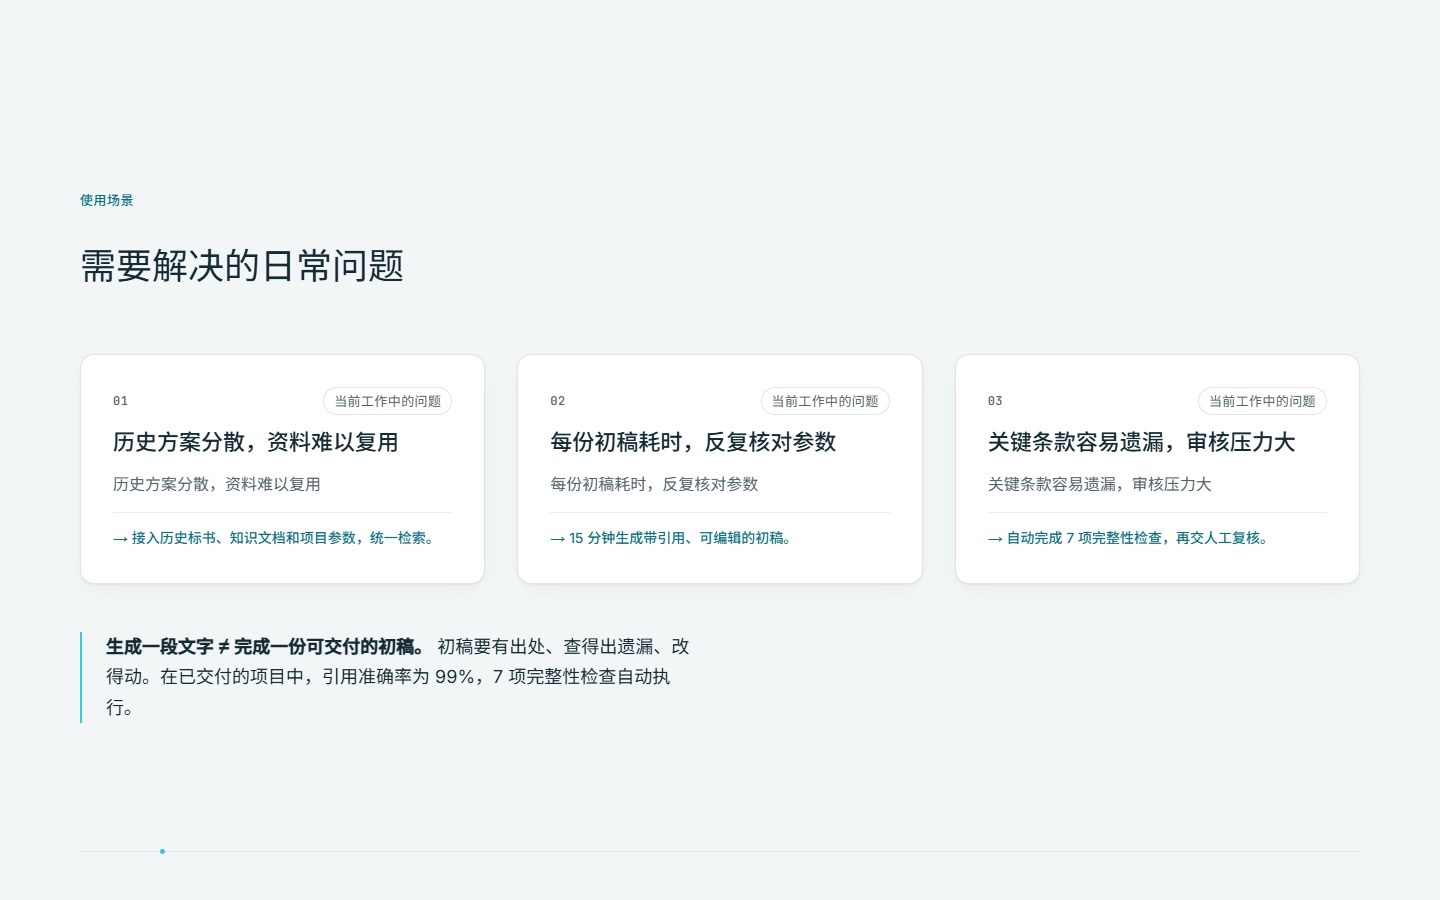 使用场景
需要解决的日常问题
01
当前工作中的问题
历史方案分散，资料难以复用
历史方案分散，资料难以复用
→ 接入历史标书、知识文档和项目参数，统一检索。
02
当前工作中的问题
每份初稿耗时，反复核对参数
每份初稿耗时，反复核对参数
→ 15 分钟生成带引用、可编辑的初稿。
03
当前工作中的问题
关键条款容易遗漏，审核压力大
关键条款容易遗漏，审核压力大
→ 自动完成 7 项完整性检查，再交人工复核。
生成一段文字 ≠ 完成一份可交付的初稿。 初稿要有出处、查得出遗漏、改
得动。在已交付的项目中，引用准确率为 99%，7 项完整性检查自动执
行。